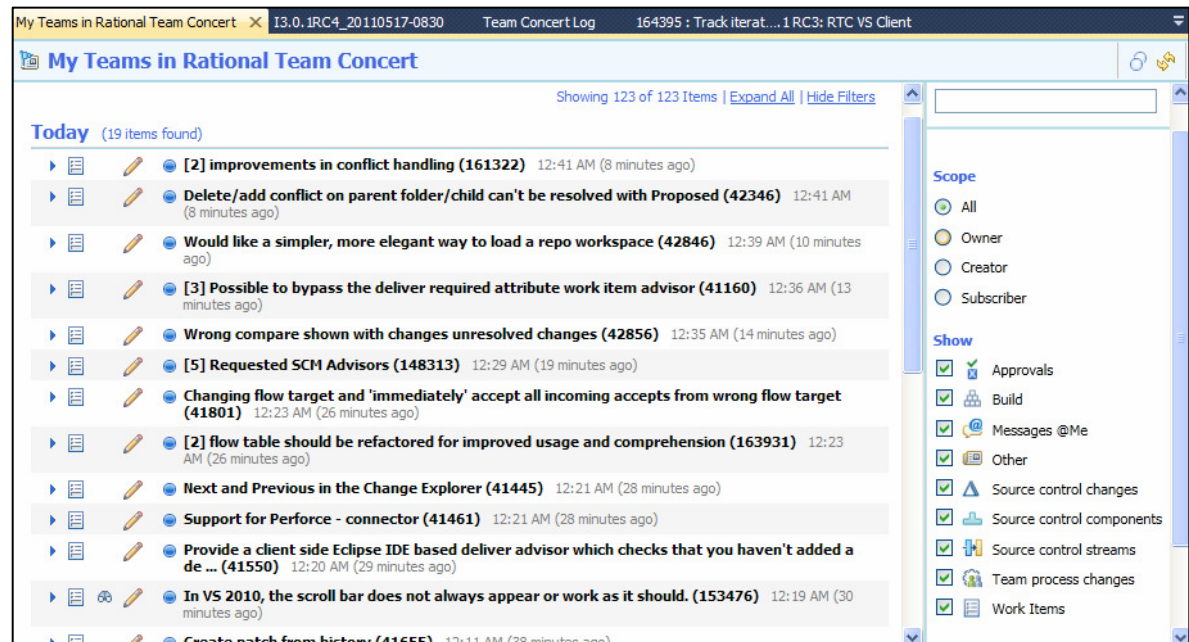 My Teams in Rational Team Concert
I3.0.1RC4_20110517-0830
Team Concert Log
164395 : Track iterat....1 RC3: RTC VS Client
My Teams in Rational Team Concert
Showing 123 of 123 Items | Expand All | Hide Filters
Today (19 items found)
[2] improvements in conflict handling (161322) 12:41 AM (8 minutes ago)
Delete/add conflict on parent folder/child can't be resolved with Proposed (42346) 12:41 AM
(8 minutes ago)
Would like a simpler, more elegant way to load a repo workspace (42846) 12:39 AM (10 minutes
ago)
[3] Possible to bypass the deliver required attribute work item advisor (41160) 12:36 AM (13
minutes ago)
Wrong compare shown with changes unresolved changes (42856) 12:35 AM (14 minutes ago)
[5] Requested SCM Advisors (148313) 12:29 AM (19 minutes ago)
Changing flow target and 'immediately' accept all incoming accepts from wrong flow target
(41801) 12:23 AM (26 minutes ago)
[2] flow table should be refactored for improved usage and comprehension (163931) 12:23
AM (26 minutes ago)
Next and Previous in the Change Explorer (41445) 12:21 AM (28 minutes ago)
Support for Perforce - connector (41461) 12:21 AM (28 minutes ago)
Provide a client side Eclipse IDE based deliver advisor which checks that you haven't added a
de ... (41550) 12:20 AM (29 minutes ago)
In VS 2010, the scroll bar does not always appear or work as it should. (153476) 12:19 AM (30
minutes ago)
Create patch from history (41655) 12:11 AM (38 minutes ago)
Scope
All
Owner
Creator
Subscriber
Show
Approvals
Build
Messages @Me
Other
Source control changes
Source control components
Source control streams
Team process changes
Work Items